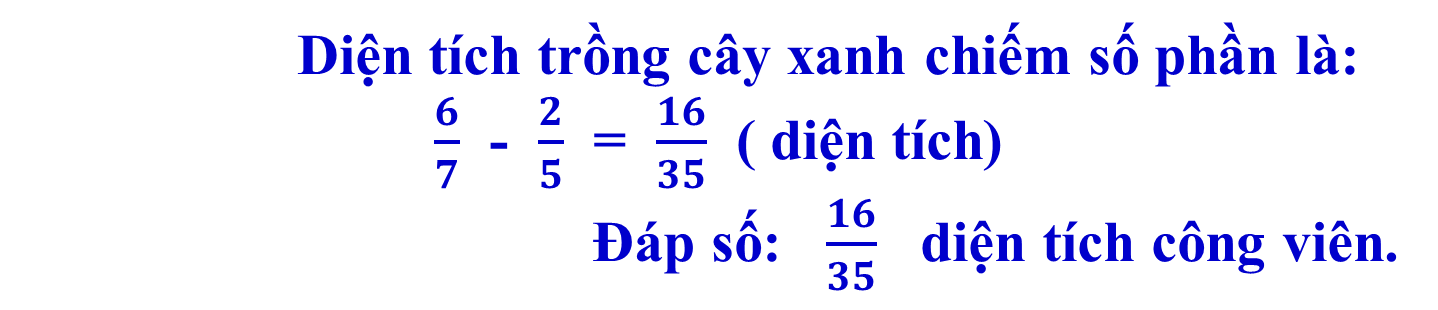 Diện tích trồng cây xanh chiếm số phần là:
6/7 - 2/5 = 16/35 ( diện tích)
Đáp số: 16/35 diện tích công viên.